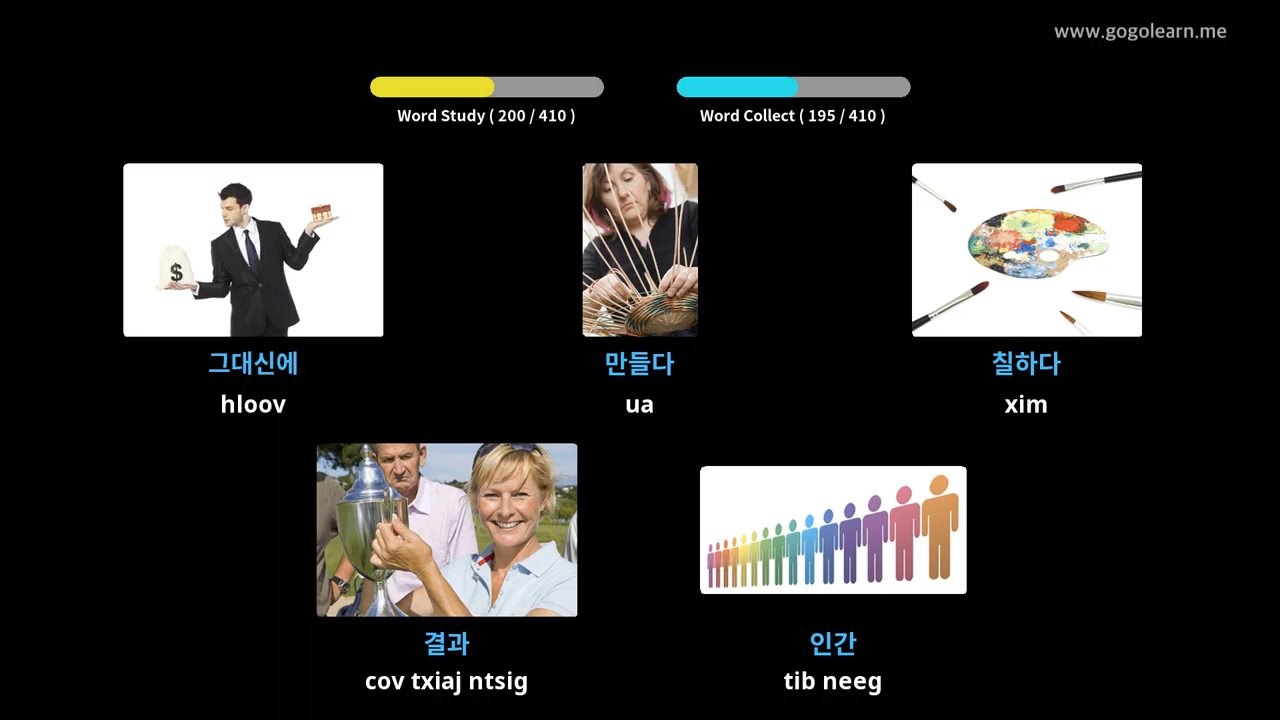 www.gogolearn.me
Word Study ( 200 / 410 )
Word Collect ( 195 / 410 )
$
그대신에
만들다
칠하다
hloov
ua
xim
결과
인간
cov txiaj ntsig
tib neeg